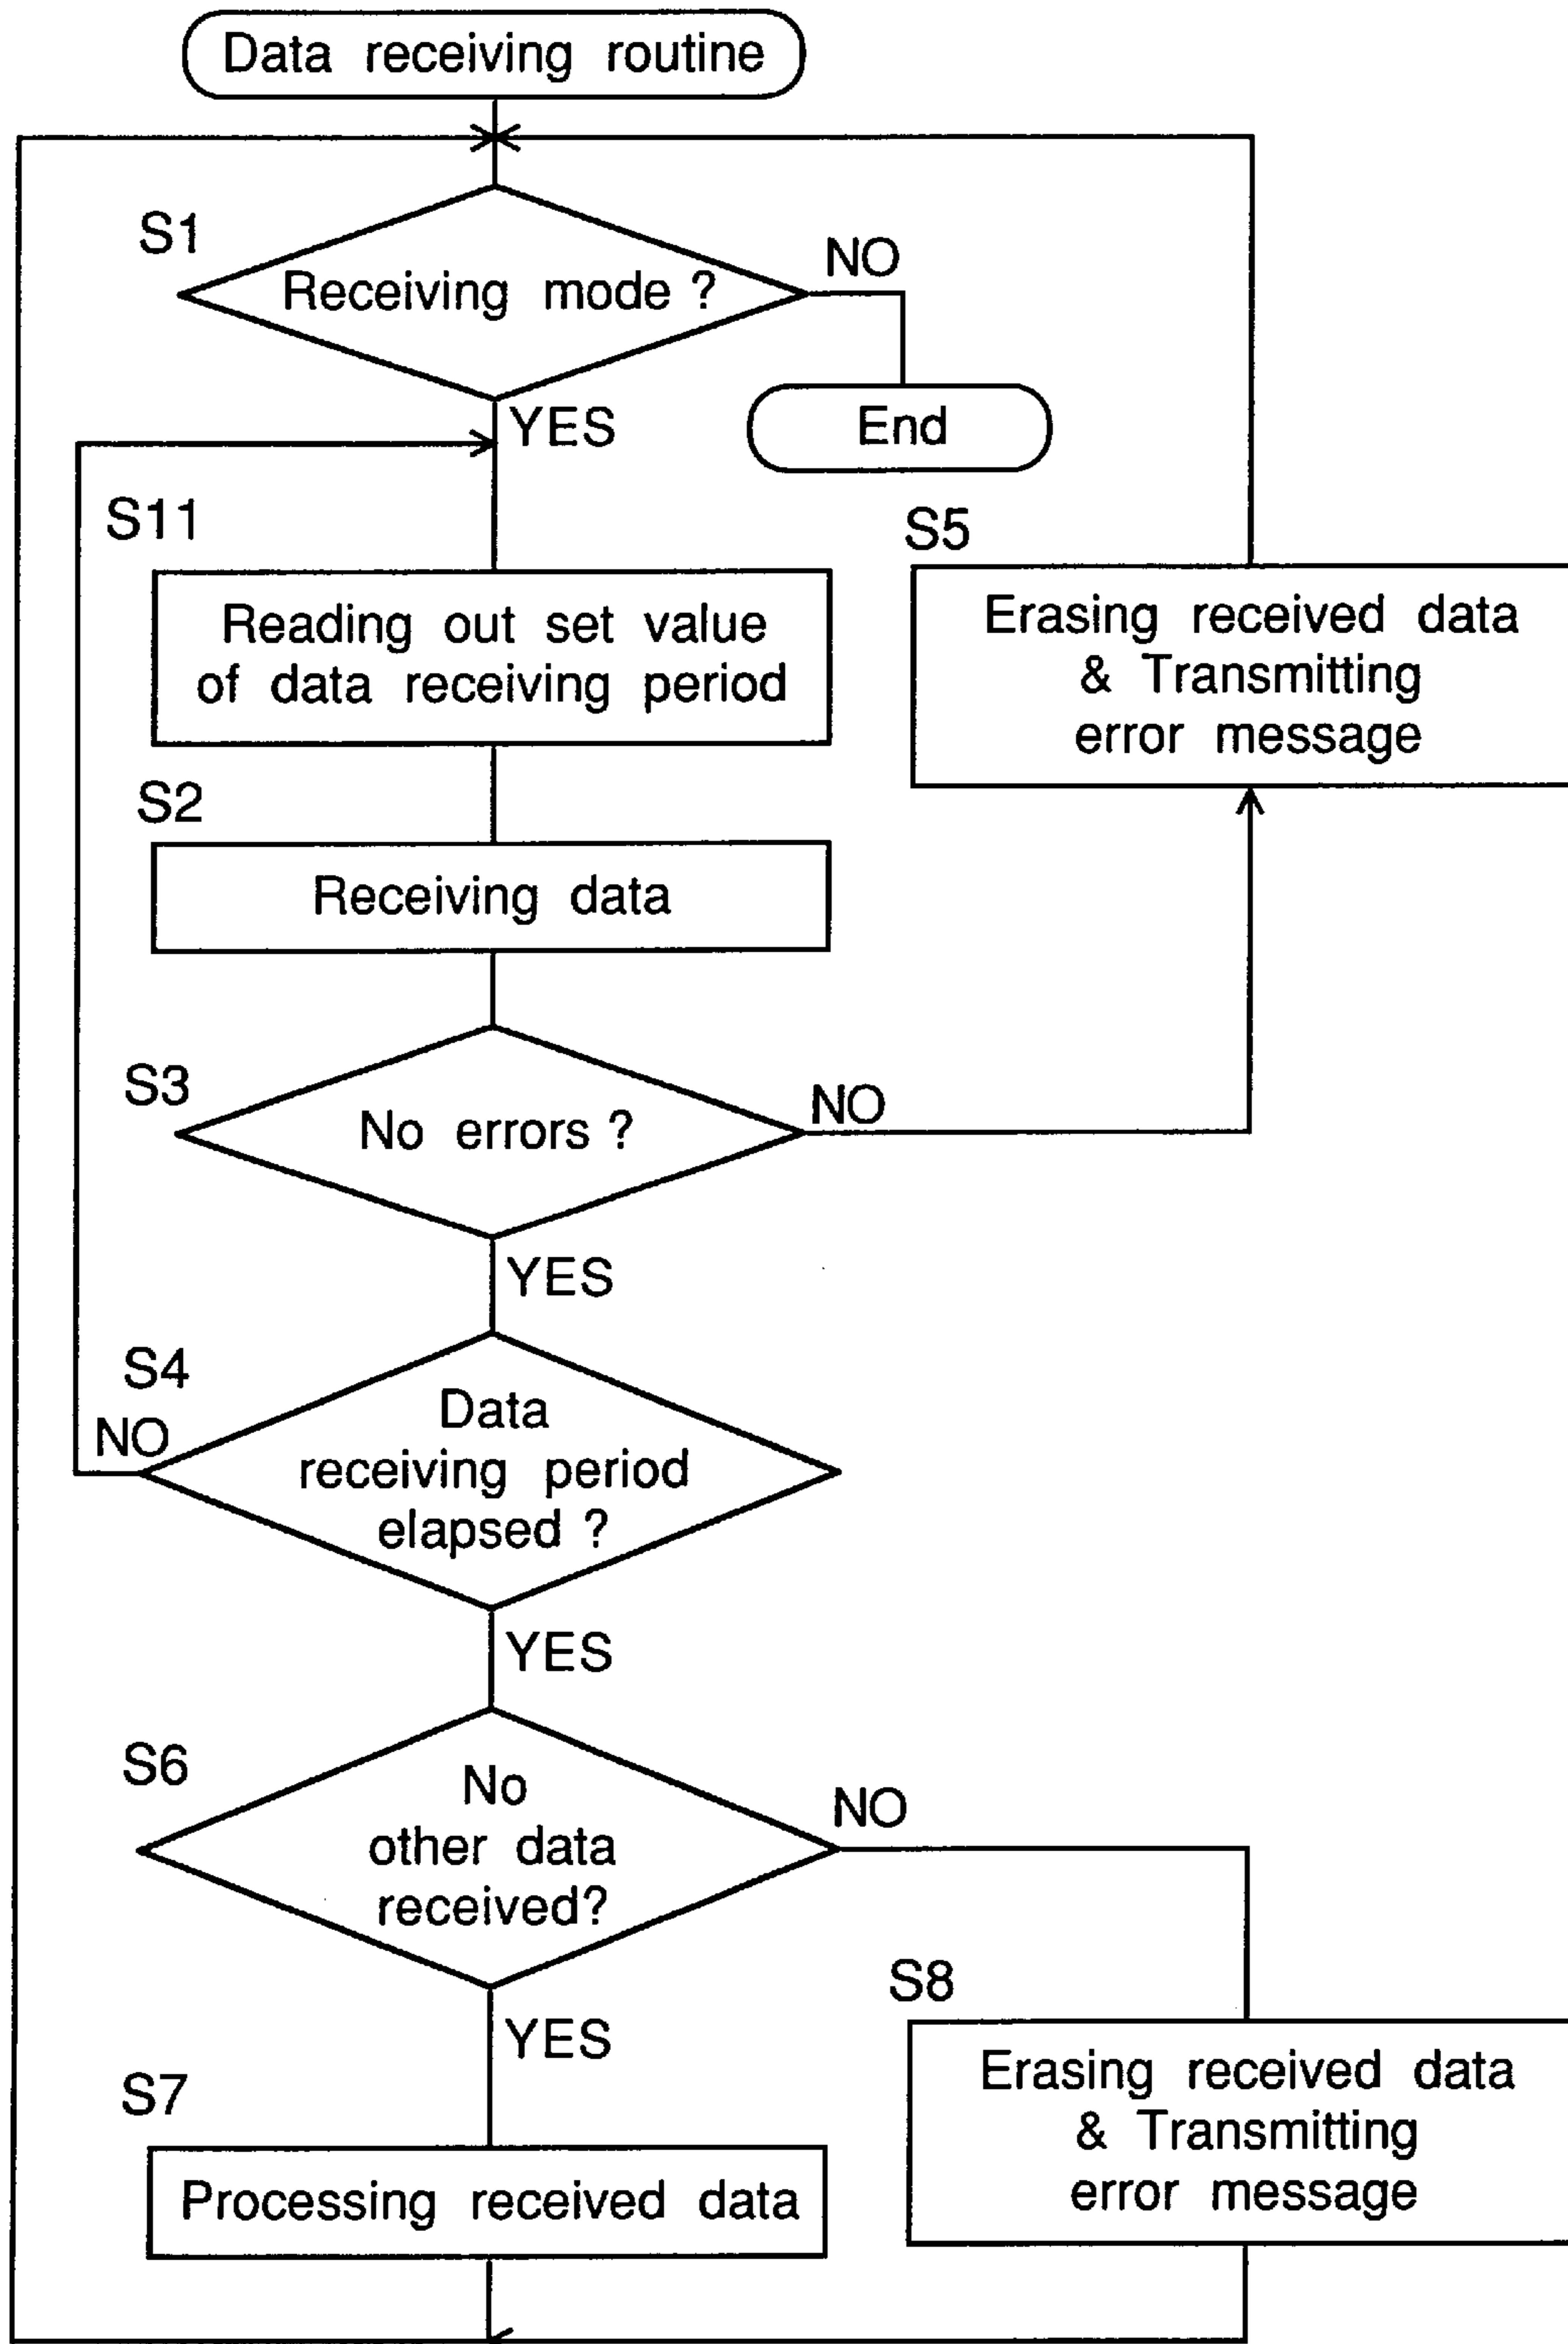 Data receiving routine
S1
Receiving mode ?
NO
YES
End
S11
Reading out set value
of data receiving period
S5
Erasing received data
& Transmitting
error message
S2
Receiving data
S3
No errors ?
NO
YES
S4
NO
Data
receiving period
elapsed ?
YES
S6
No
other data
received?
NO
YES
S8
Erasing received data
& Transmitting
error message
S7
Processing received data